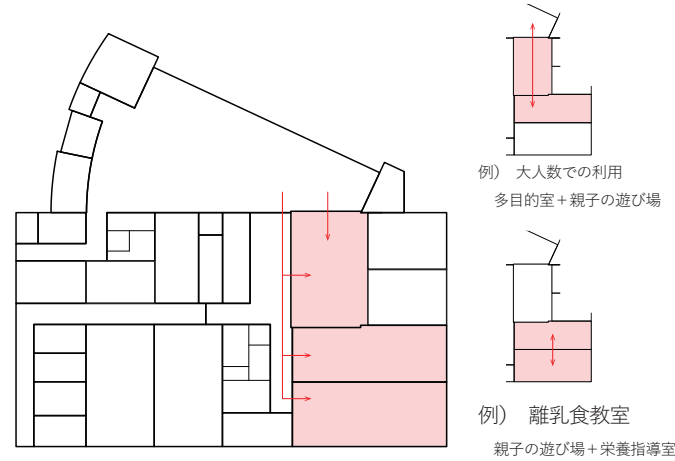 例） 大人数での利用
多目的室＋親子の遊び場
例） 離乳食教室
親子の遊び場＋栄養指導室